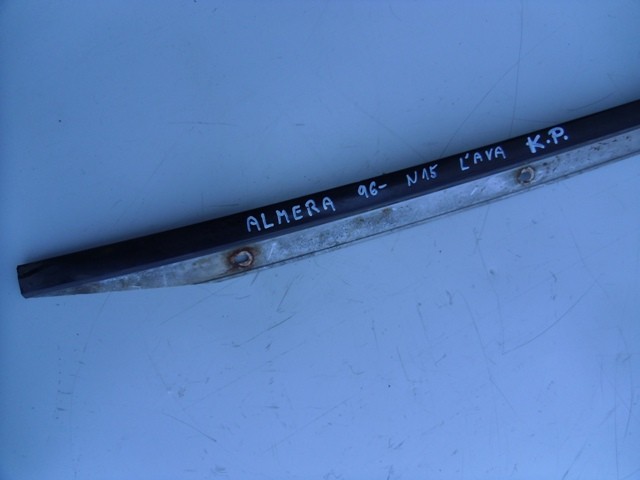 ALMERA 96- N15 L'AVA K.P.